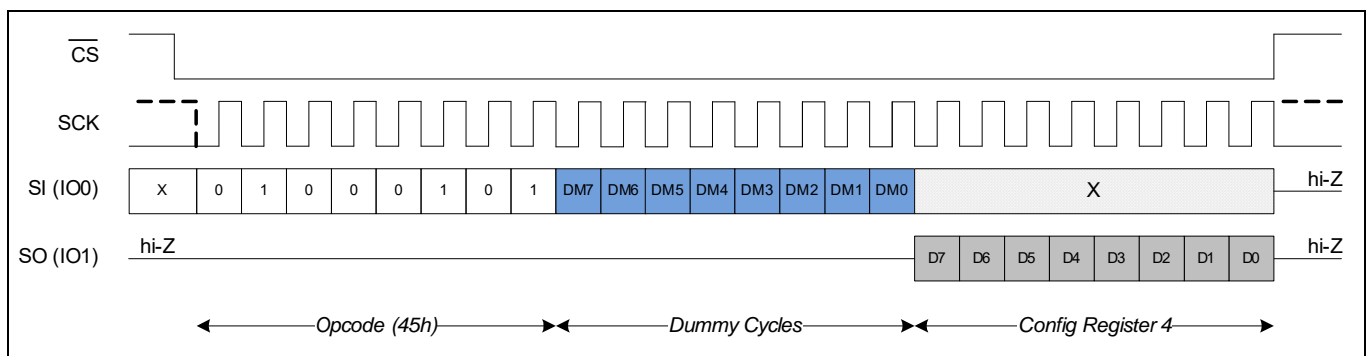 CS
SCK
SI (IO0) X 0 1 0 0 0 1 0 1 DM7 DM6 DM5 DM4 DM3 DM2 DM1 DM0 X hi-Z
SO (IO1) hi-Z D7 D6 D5 D4 D3 D2 D1 D0 hi-Z
Opcode (45h) Dummy Cycles Config Register 4